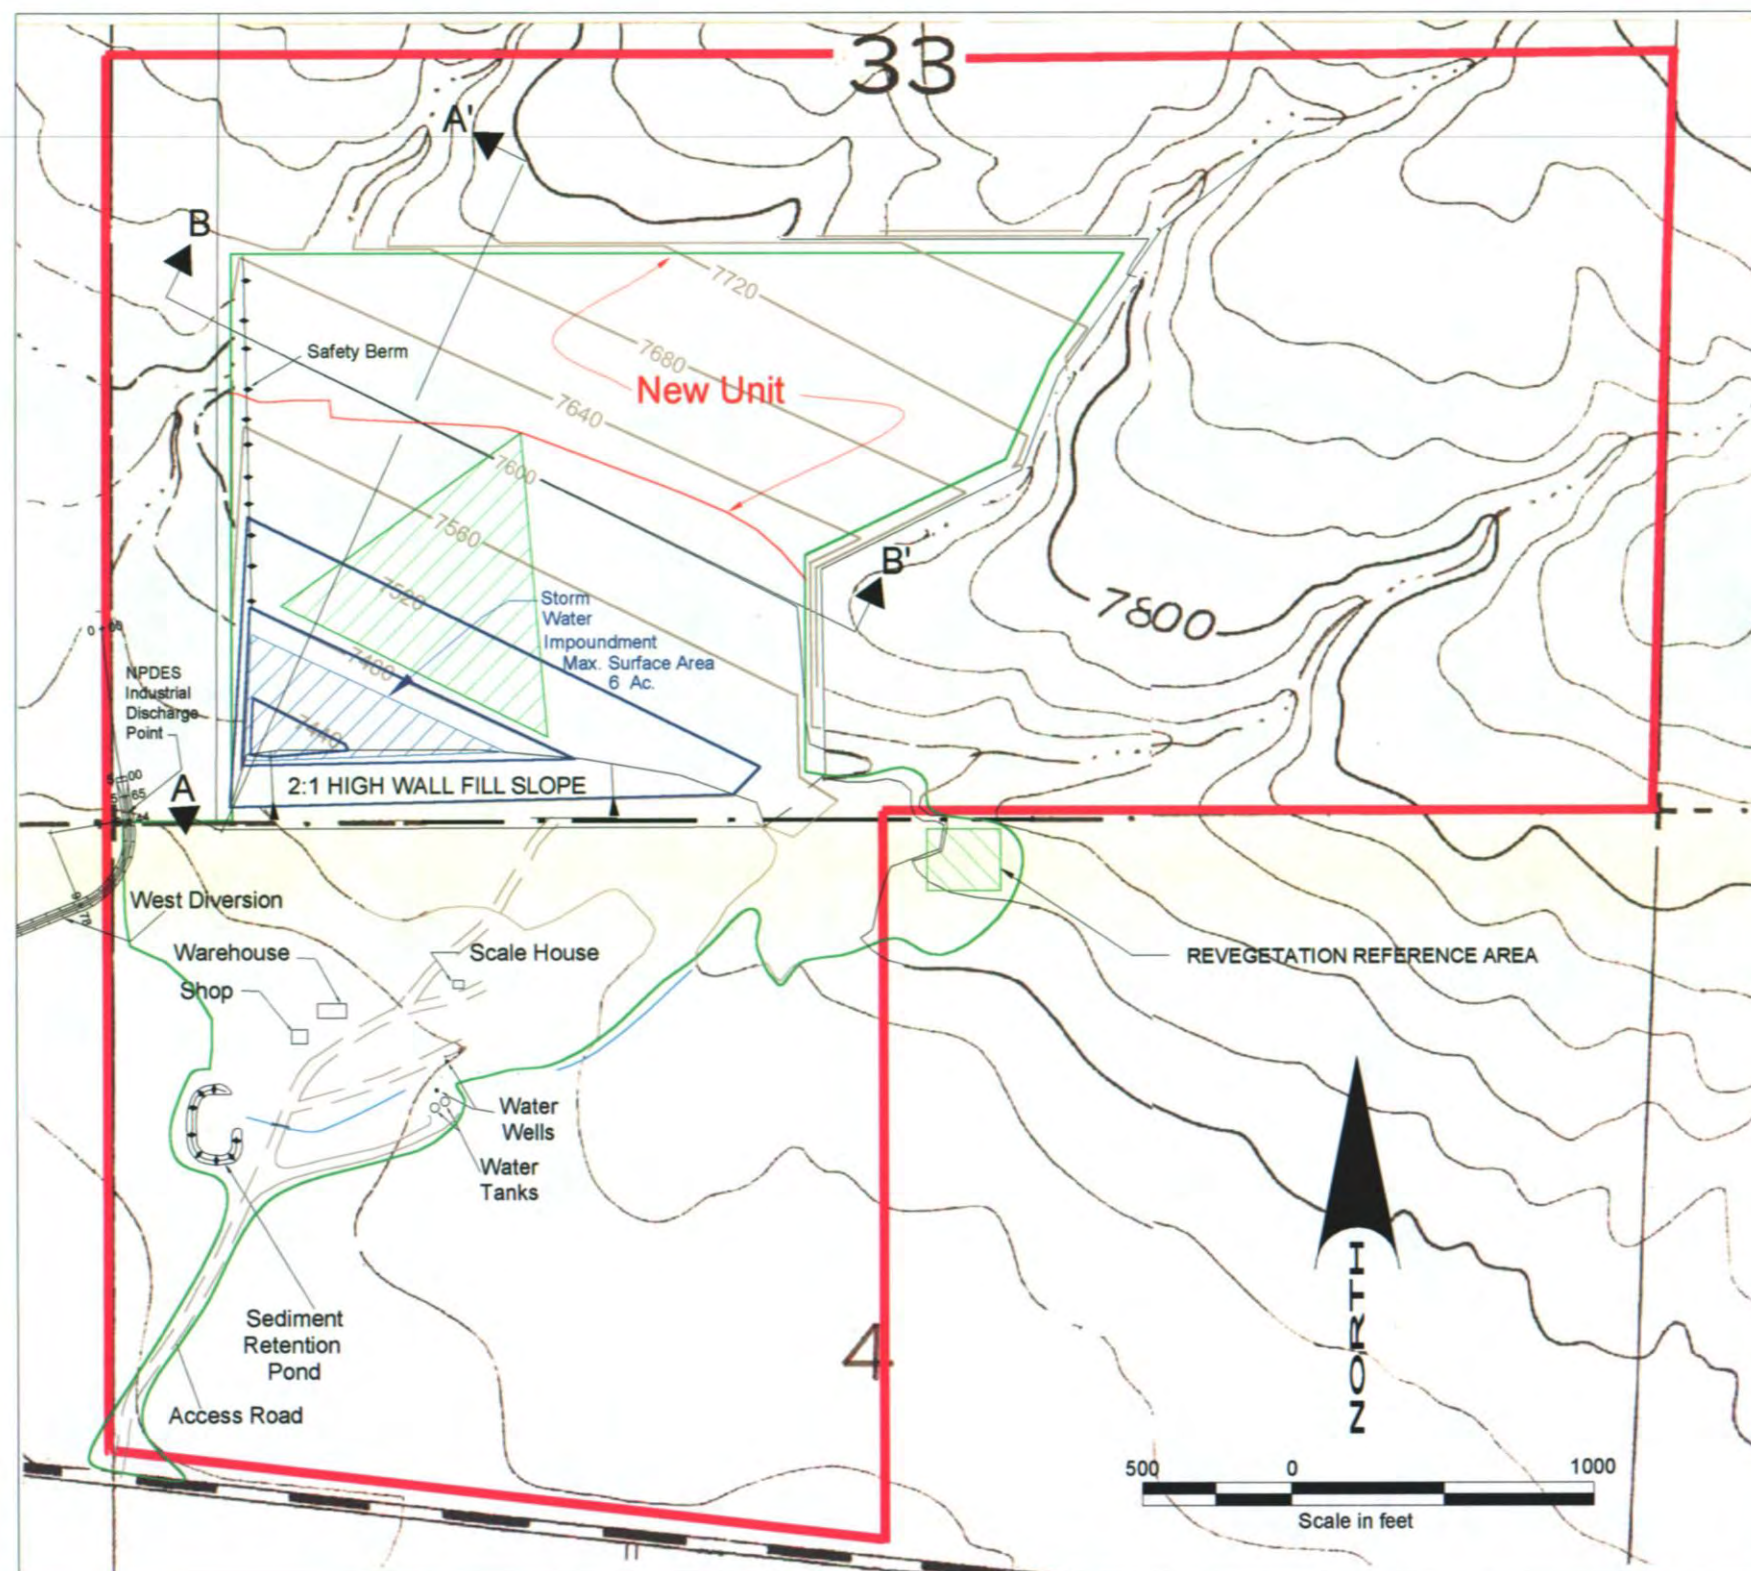 33
A'
B
7720
Safety Berm
7680
New Unit
7640
7600
7560
B'
7520
Storm
Water
Impoundment
Max. Surface Area
6 Ac.
7800
NPDES
Industrial
Discharge
Point
7480
7440
A
2:1 HIGH WALL FILL SLOPE
West Diversion
Warehouse
Scale House
REVEGETATION REFERENCE AREA
Shop
Water
Wells
Water
Tanks
Sediment
Retention
Pond
Access Road
4
NORTH
500 0 1000
Scale in feet